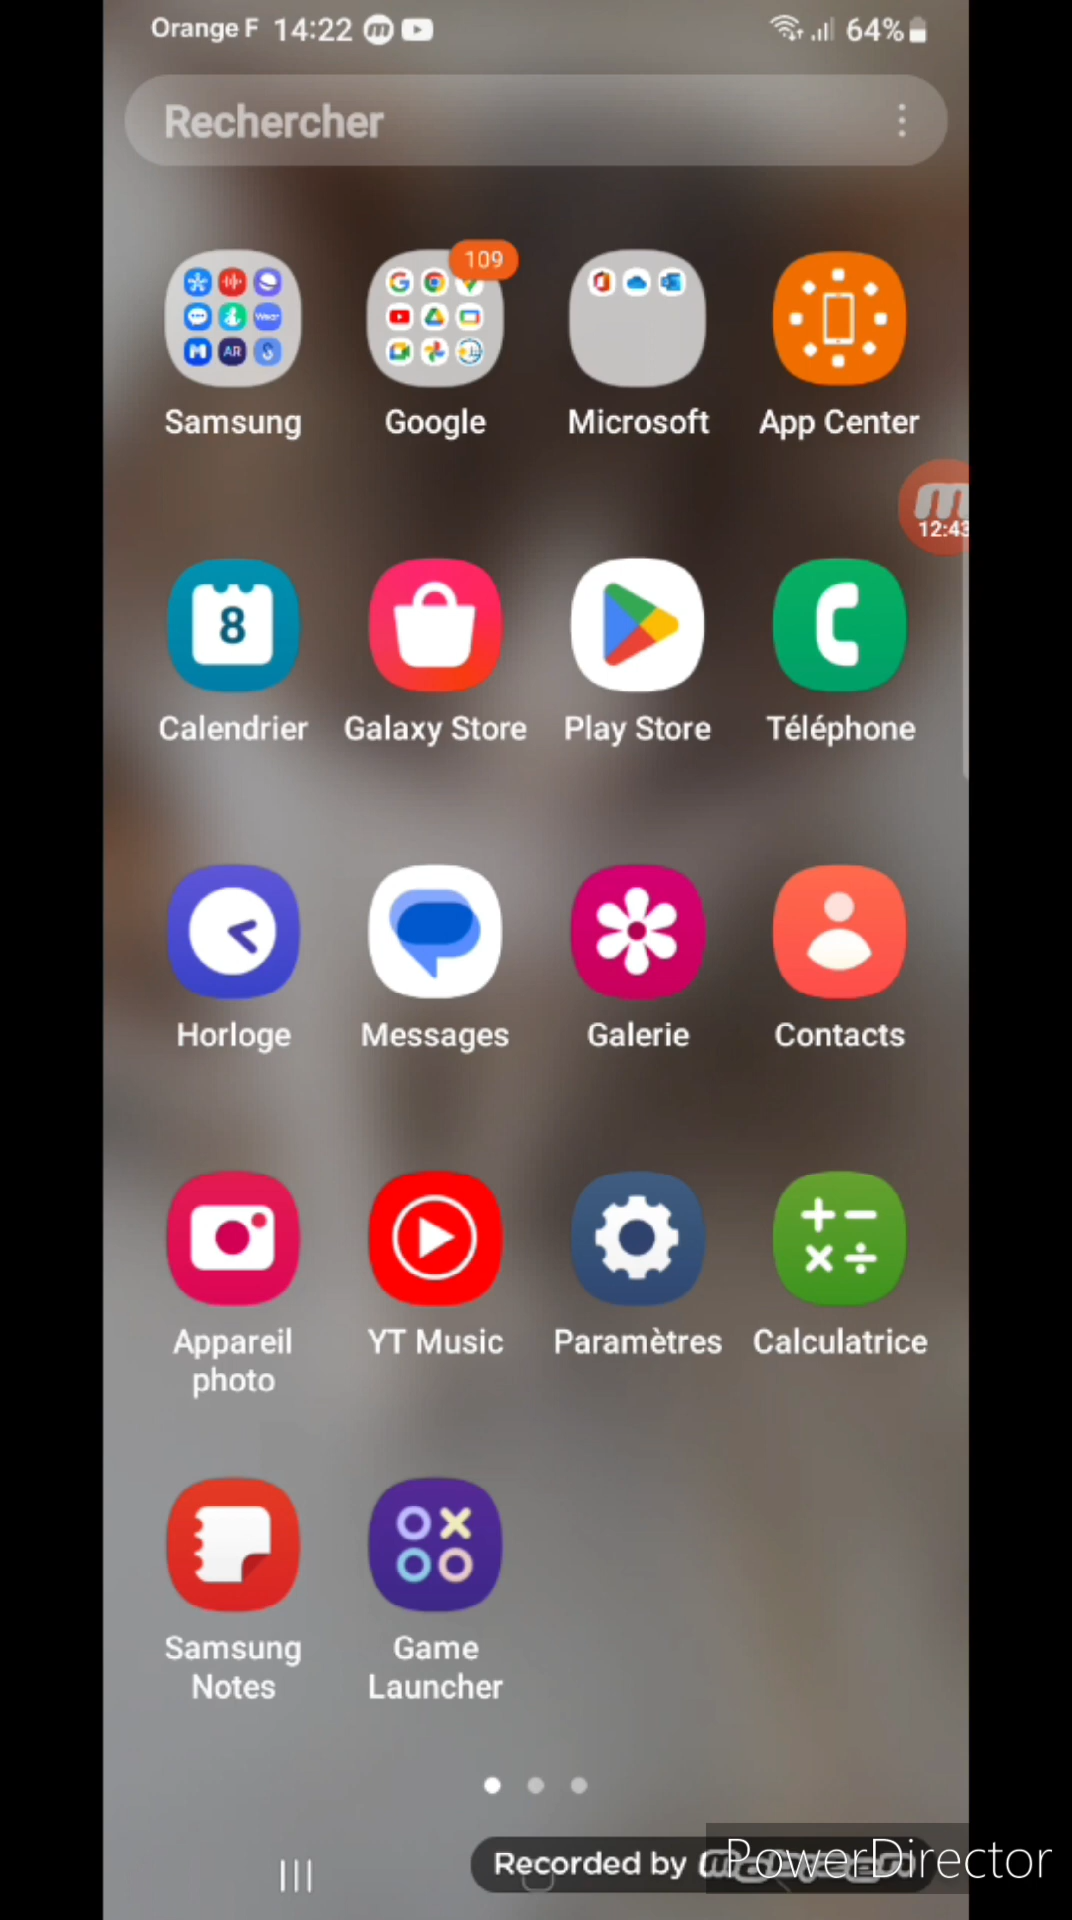 Orange F 14:22 64%
Rechercher
109
Samsung Google Microsoft App Center
12:43
8
Calendrier Galaxy Store Play Store Téléphone
Horloge Messages Galerie Contacts
Appareil photo YT Music Paramètres Calculatrice
Samsung Notes Game Launcher
Recorded by
PowerDirector